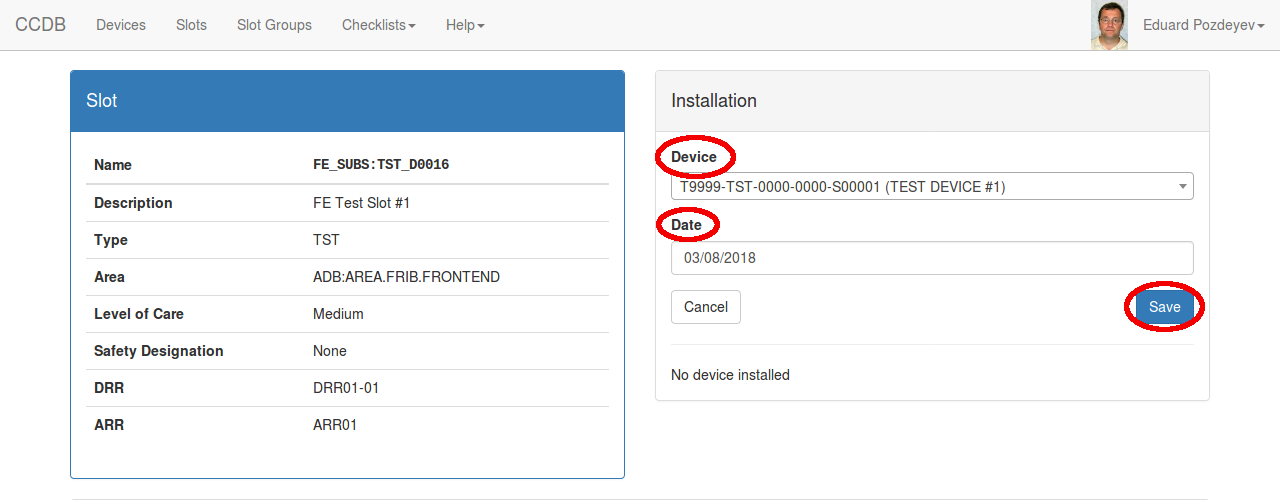 CCDB Devices Slots Slot Groups Checklists Help Eduard Pozdeyev
Slot
Name FE_SUBS:TST_D0016
Description FE Test Slot #1
Type TST
Area ADB:AREA.FRIB.FRONTEND
Level of Care Medium
Safety Designation None
DRR DRR01-01
ARR ARR01
Installation
Device
T9999-TST-0000-0000-S00001 (TEST DEVICE #1)
Date
03/08/2018
Cancel Save
No device installed